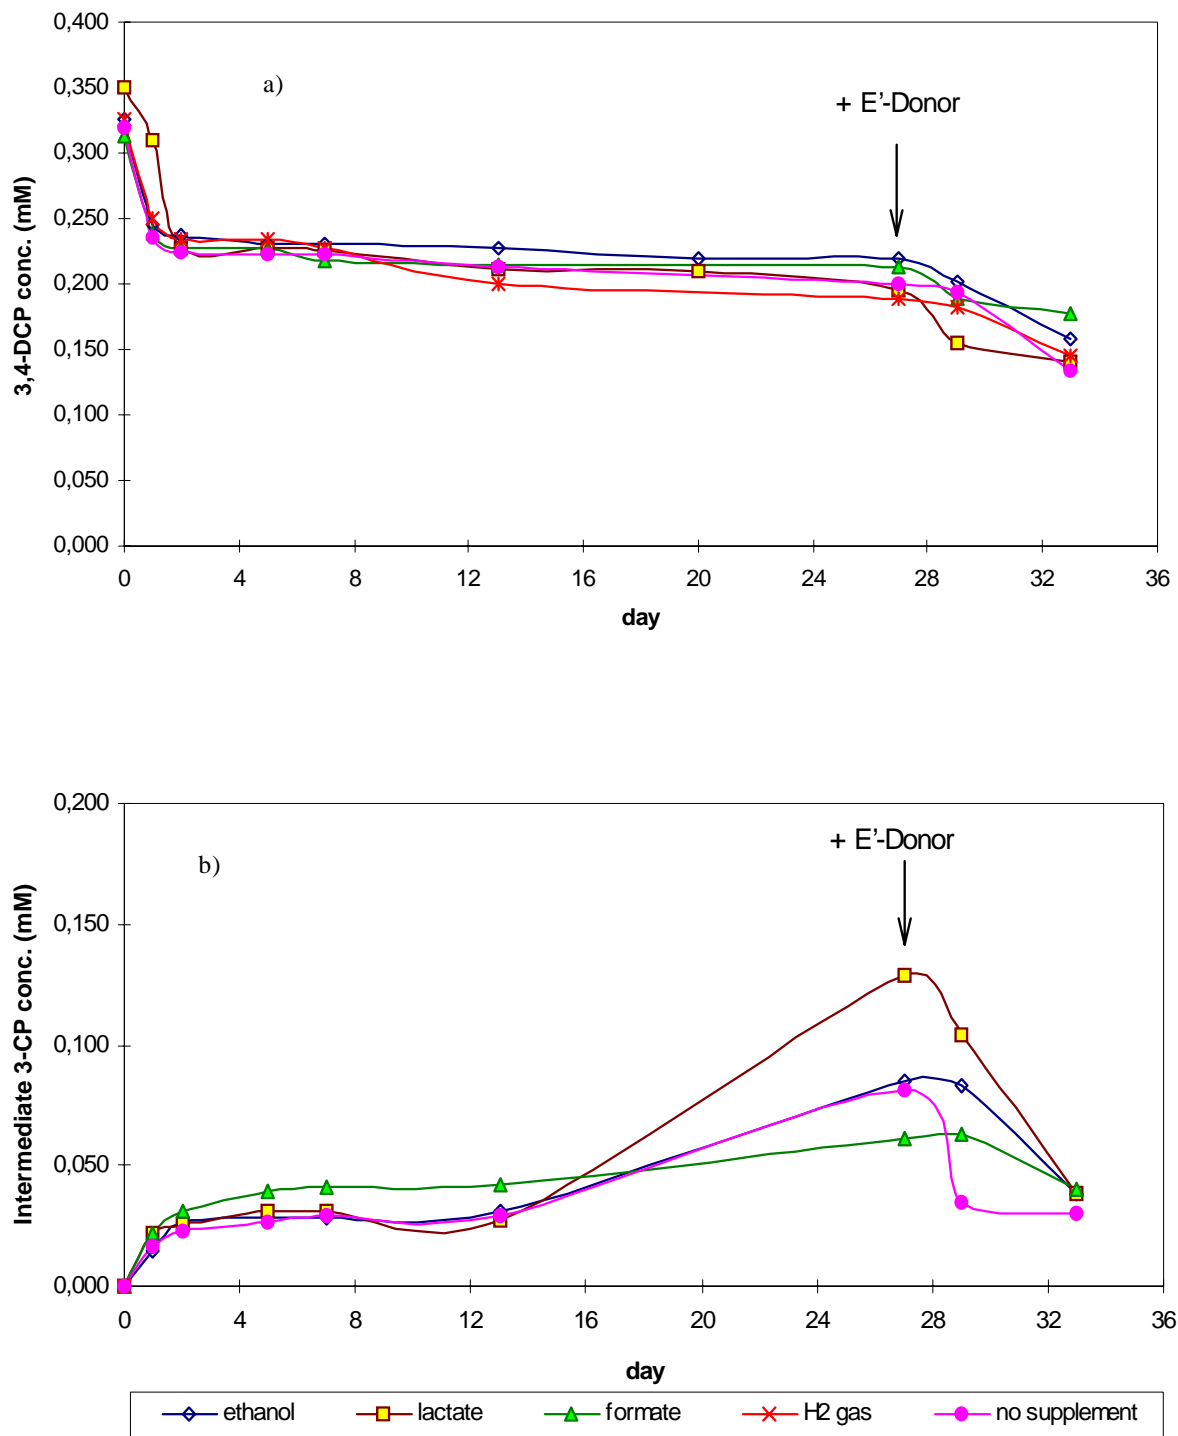 0,400
0,350
0,300
0,250
0,200
0,150
0,100
0,050
0,000
3,4-DCP conc. (mM)
a)
+ E'-Donor
0 4 8 12 16 20 24 28 32 36
day
0,200
0,150
0,100
0,050
0,000
Intermediate 3-CP conc. (mM)
b)
+ E'-Donor
0 4 8 12 16 20 24 28 32 36
day
ethanol lactate formate H2 gas no supplement